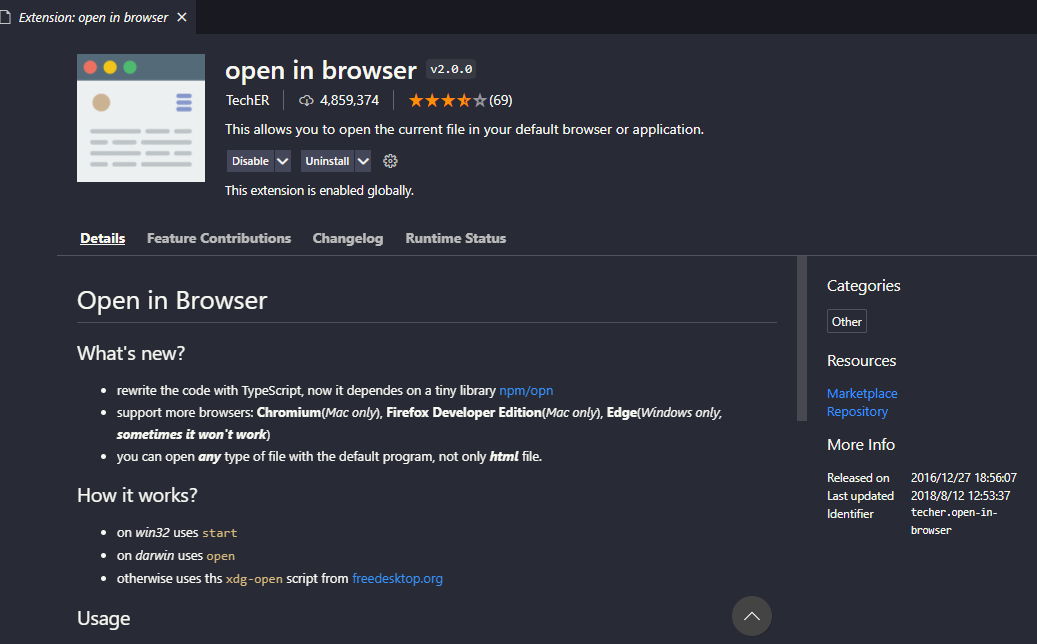 Extension: open in browser
open in browser v2.0.0
TechER 4,859,374 (69)
This allows you to open the current file in your default browser or application.
Disable Uninstall
This extension is enabled globally.
Details Feature Contributions Changelog Runtime Status
Open in Browser
What's new?
rewrite the code with TypeScript, now it dependes on a tiny library npm/opn
support more browsers: Chromium(Mac only), Firefox Developer Edition(Mac only), Edge(Windows only,
sometimes it won't work)
you can open any type of file with the default program, not only html file.
How it works?
on win32 uses start
on darwin uses open
otherwise uses ths xdg-open script from freedesktop.org
Usage
Categories
Other
Resources
Marketplace
Repository
More Info
Released on 2016/12/27 18:56:07
Last updated 2018/8/12 12:53:37
Identifier techer.open-in-
browser